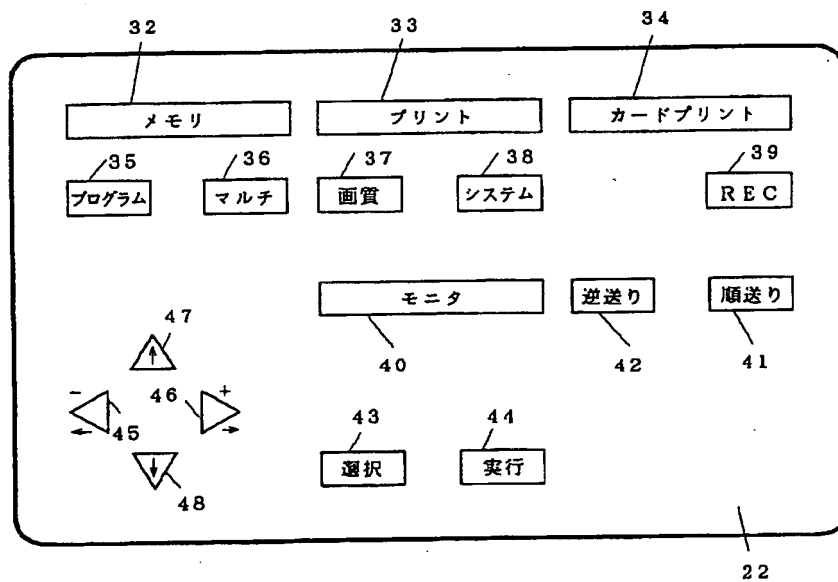 32 33 34
メモリ プリント カードプリント
35 36 37 38 39
プログラム マルチ 画質 システム REC
モニタ 逆送り 順送り
47
↑
40 42 41
- 46 +
← 45 →
43 44
選択 実行
↓
48
22